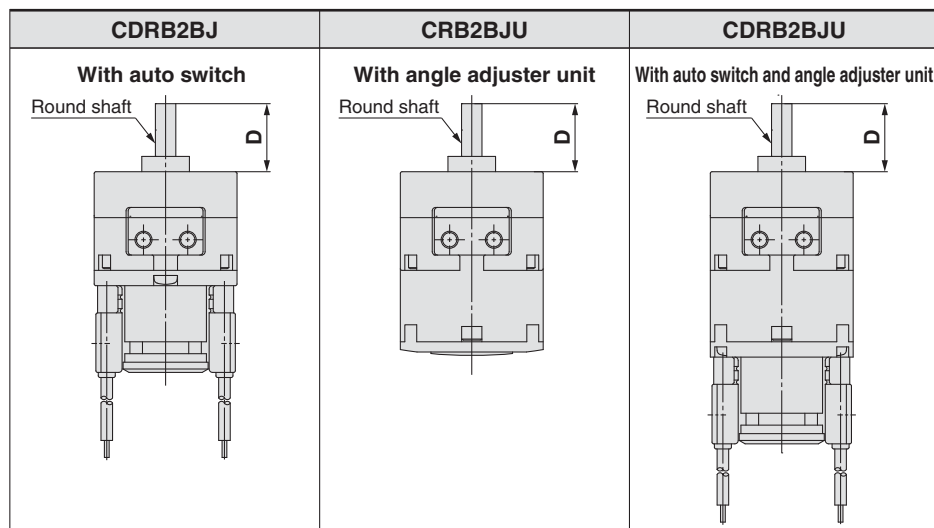 CDRB2BJ
CRB2BJU
CDRB2BJU
With auto switch
With angle adjuster unit
With auto switch and angle adjuster unit
Round shaft
D
Round shaft
D
Round shaft
D